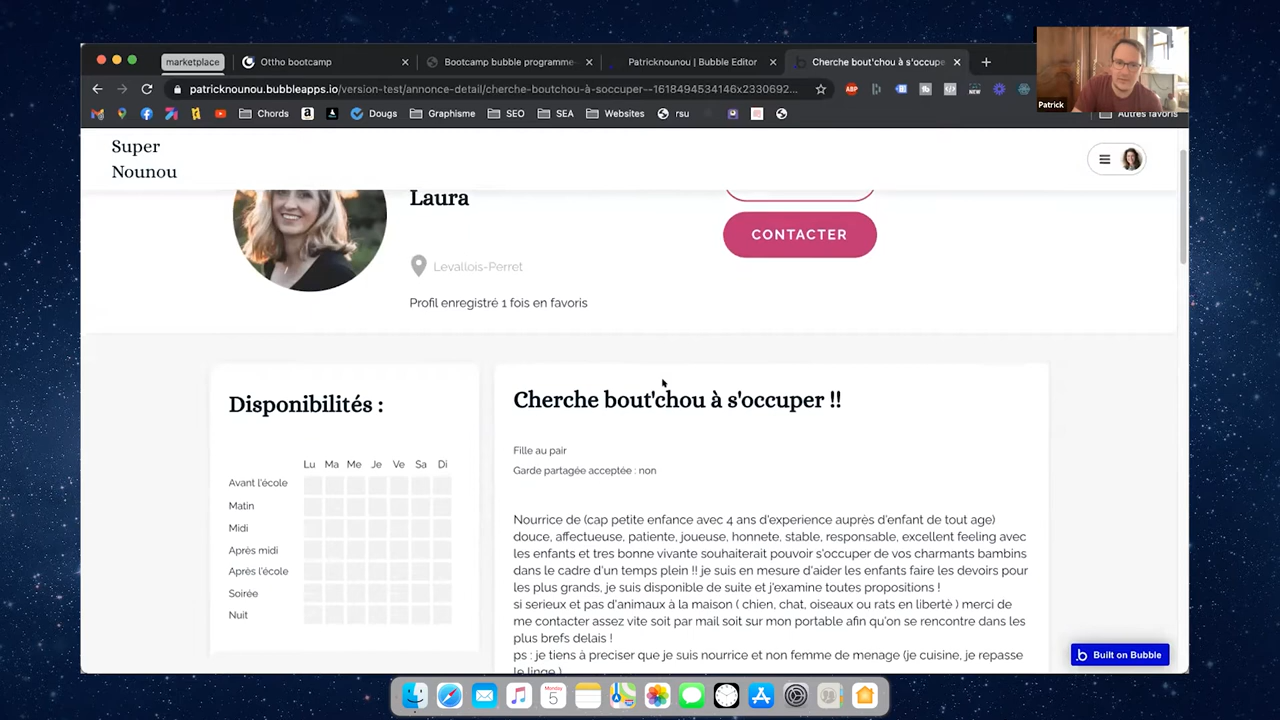 marketplace
Ottho bootcamp
Bootcamp bubble programme
Patricknounou | Bubble Editor
Cherche bout'chou à s'occupe
patricknounou.bubbleapps.io/version-test/annonce-detail/cherche-boutchou-à-soccuper--1618494534146x2330692...
ABP
NEW
Patrick
Chords
Dougs
Graphisme
SEO
SEA
Websites
rsu
Autres favoris
Super
Nounou
Laura
CONTACTER
Levallois-Perret
Profil enregistré 1 fois en favoris
Disponibilités :
Lu Ma Me Je Ve Sa Di
Avant l'école
Matin
Midi
Après midi
Après l'école
Soirée
Nuit
Cherche bout'chou à s'occuper !!
Fille au pair
Garde partagée acceptée : non
Nourrice de (cap petite enfance avec 4 ans d'experience auprès d'enfant de tout age)
douce, affectueuse, patiente, joueuse, honnete, stable, responsable, excellent feeling avec
les enfants et tres bonne vivante souhaiterait pouvoir s'occuper de vos charmants bambins
dans le cadre d'un temps plein !! je suis en mesure d'aider les enfants faire les devoirs pour
les plus grands, je suis disponible de suite et j'examine toutes propositions !
si serieux et pas d'animaux à la maison ( chien, chat, oiseaux ou rats en libertè ) merci de
me contacter assez vite soit par mail soit sur mon portable afin qu'on se rencontre dans les
plus brefs delais !
ps : je tiens à preciser que je suis nourrice et non femme de menage (je cuisine, je repasse
le linge )
Built on Bubble
Monday
5